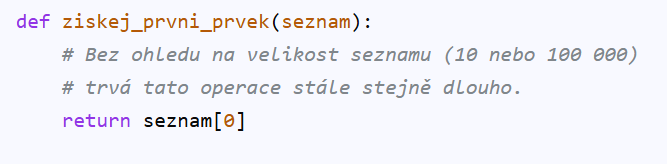 def ziskej_prvni_prvek(seznam):
    # Bez ohledu na velikost seznamu (10 nebo 100 000)
    # trvá tato operace stále stejně dlouho.
    return seznam[0]